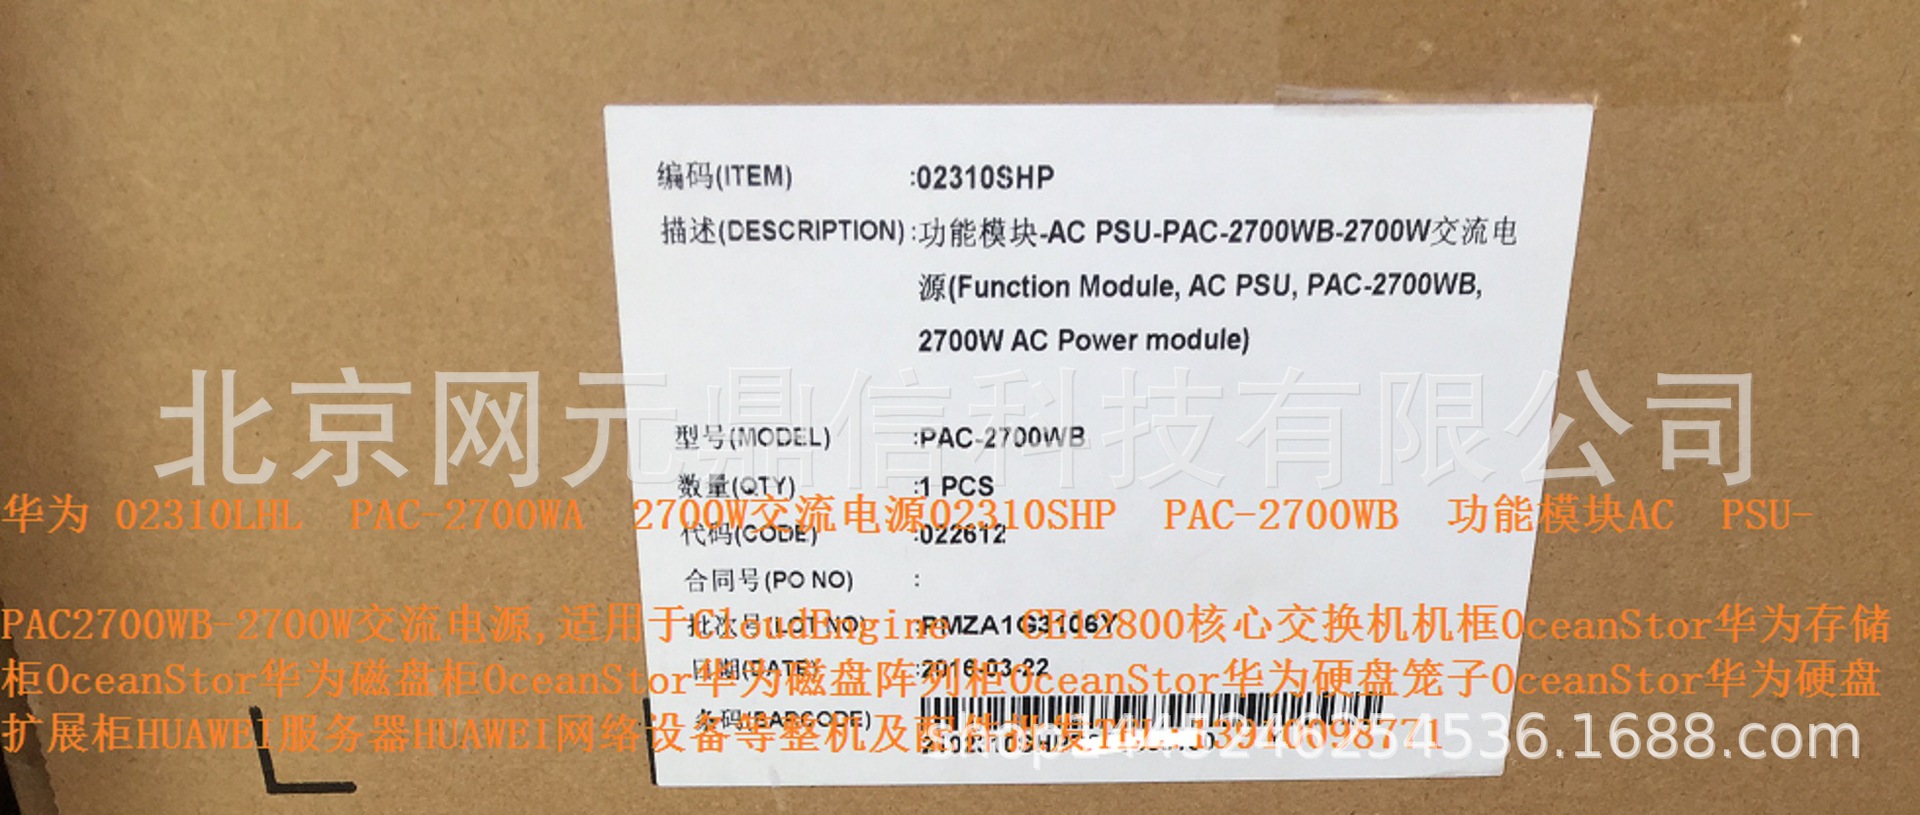 编码(ITEM) :02310SHP
描述(DESCRIPTION) :功能模块-AC PSU-PAC-2700WB-2700W交流电
源(Function Module, AC PSU, PAC-2700WB,
2700W AC Power module)
北京网元鼎信科技有限公司
型号(MODEL) :PAC-2700WB
数量(QTY) :1 PCS
华为 02310LHL PAC-2700WA 2700W交流电源02310SHP PAC-2700WB 功能模块AC PSU-
代码(CODE) :022612
合同号(PO NO) :
PAC2700WB-2700W交流电源,适用于CloudEngine CE12800核心交换机机框OceanStor华为存储
批次号(LOT NO) :RMZA1G3106Y
日期(DATE) :2016-03-22
柜OceanStor华为磁盘柜OceanStor华为磁盘阵列柜OceanStor华为硬盘笼子OceanStor华为硬盘
条码(BARCODE)
扩展柜HUAWEI服务器HUAWEI网络设备等整机及配件批发
L